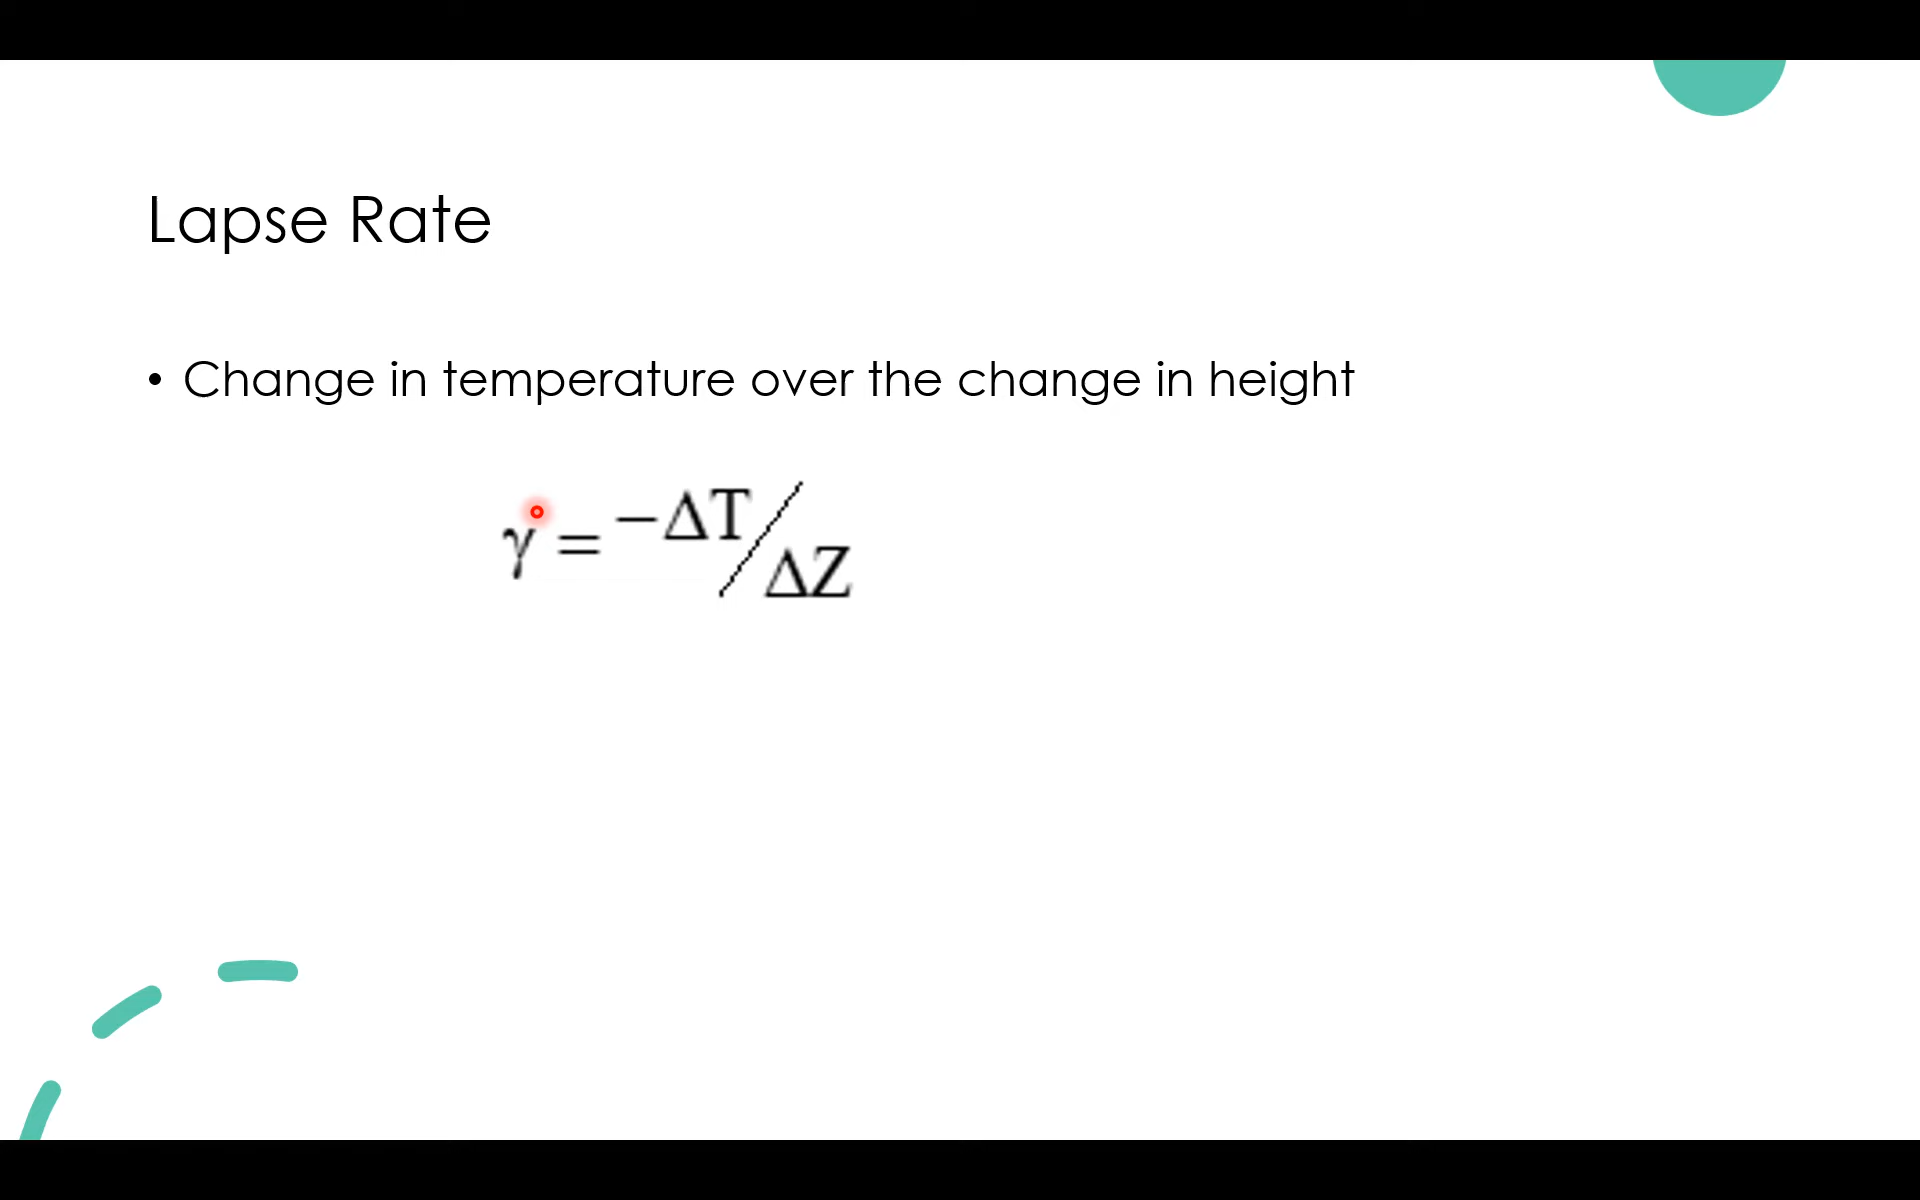 Lapse Rate
• Change in temperature over the change in height
γ = −ΔT/ΔZ